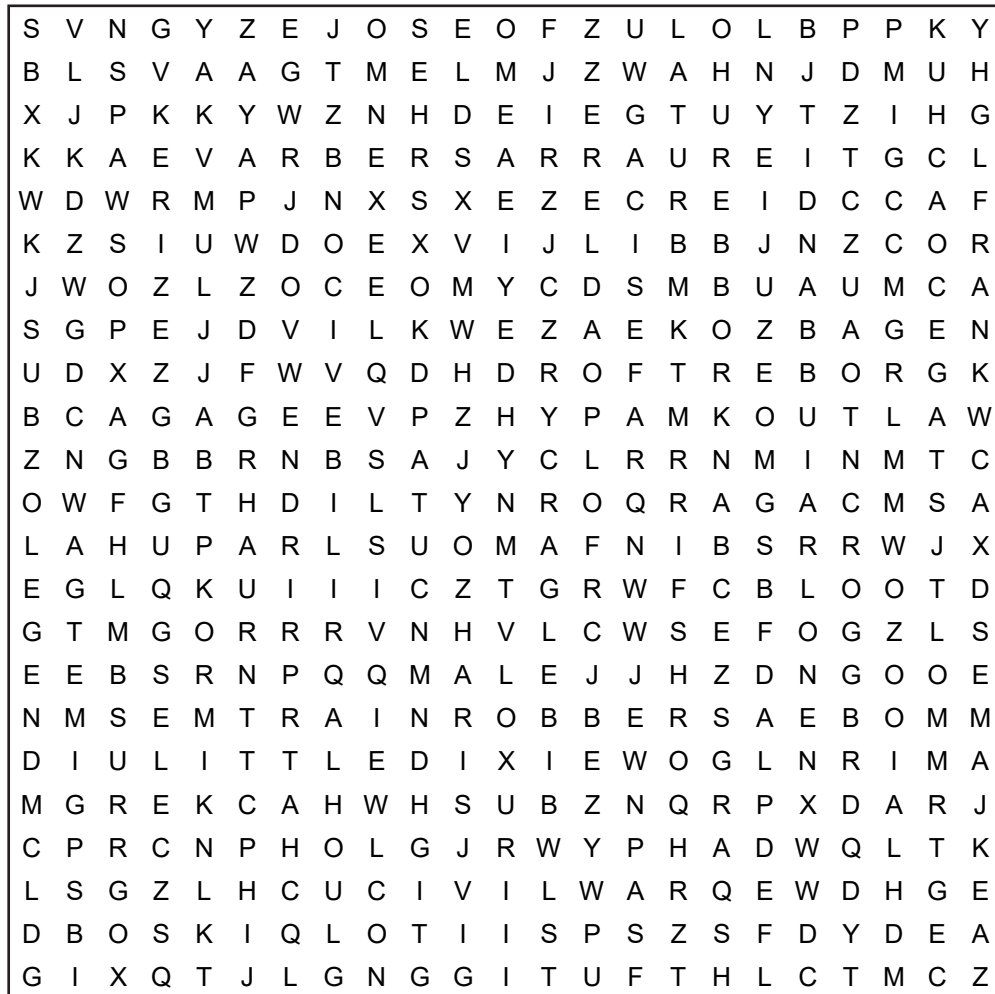 S V N G Y Z E J O S E O F Z U L O L B P P K Y
B L S V A A G T M E L M J Z W A H N J D M U H
X J P K K Y W Z N H D E I E G T U Y T Z I H G
K K A E V A R B E R S A R R A U R E I T G C L
W D W R M P J N X S X E Z E C R E I D C C A F
K Z S I U W D O E X V I J L I B B J N Z C O R
J W O Z L Z O C E O M Y C D S M B U A U M C A
S G P E J D V I L K W E Z A E K O Z B A G E N
U D X Z J F W V Q D H D R O F T R E B O R G K
B C A G A G E E V P Z H Y P A M K O U T L A W
Z N G B B R N B S A J Y C L R R N M I N M T C
O W F G T H D I L T Y N R O Q R A G A C M S A
L A H U P A R L S U O M A F N I B S R R W J X
E G L Q K U I I I C Z T G R W F C B L O O T D
G T M G O R R R V N H V L C W S E F O G Z L S
E E B S R N P Q Q M A L E J J H Z D N G O O E
N M S E M T R A I N R O B B E R S A E B O M M
D I U L I T T L E D I X I E W O G L N R I M A
M G R E K C A H W H S U B Z N Q R P X D A R J
C P R C N P H O L G J R W Y P H A D W Q L T K
L S G Z L H C U C I V I L W A R Q E W D H G E
D B O S K I Q L O T I I S P S Z S F D Y D E A
G I X Q T J L G N G G I T U F T H L C T M C Z